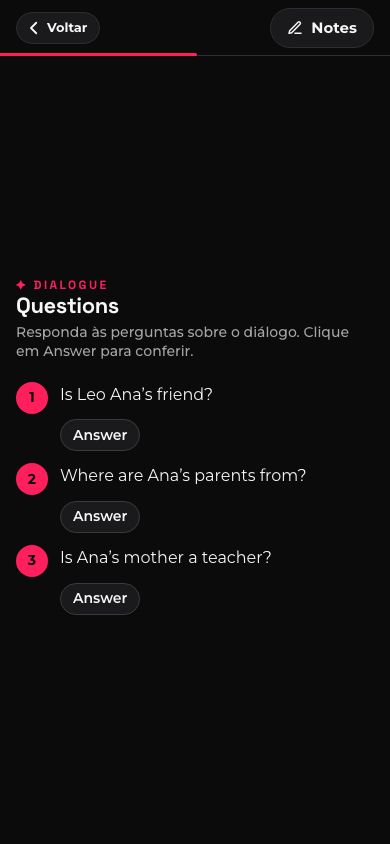 Voltar
Notes
DIALOGUE
Questions
Responda às perguntas sobre o diálogo. Clique
em Answer para conferir.
1 Is Leo Ana’s friend?
Answer
2 Where are Ana’s parents from?
Answer
3 Is Ana’s mother a teacher?
Answer